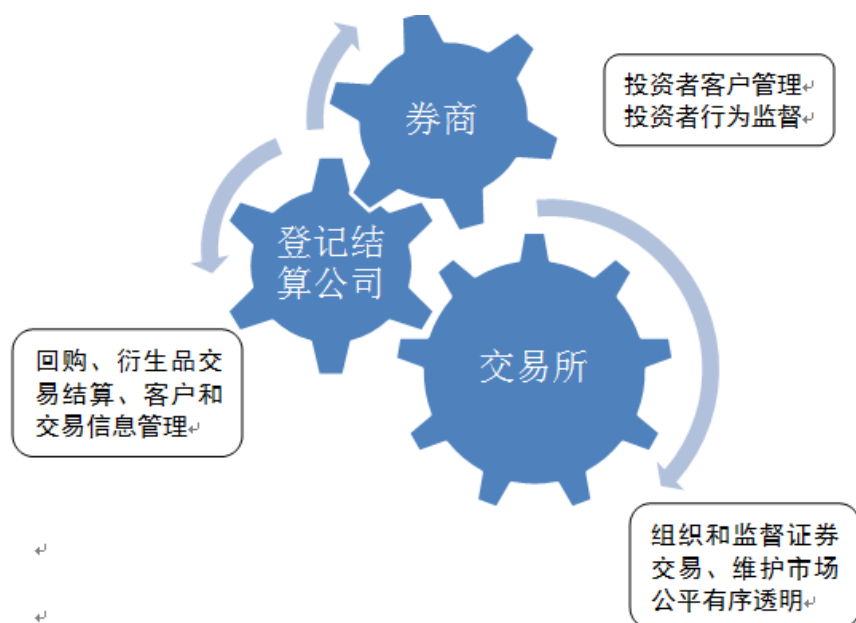 券商
投资者客户管理
投资者行为监督
登记结
算公司
回购、衍生品交
易结算、客户和
交易信息管理
交易所
组织和监督证券
交易、维护市场
公平有序透明